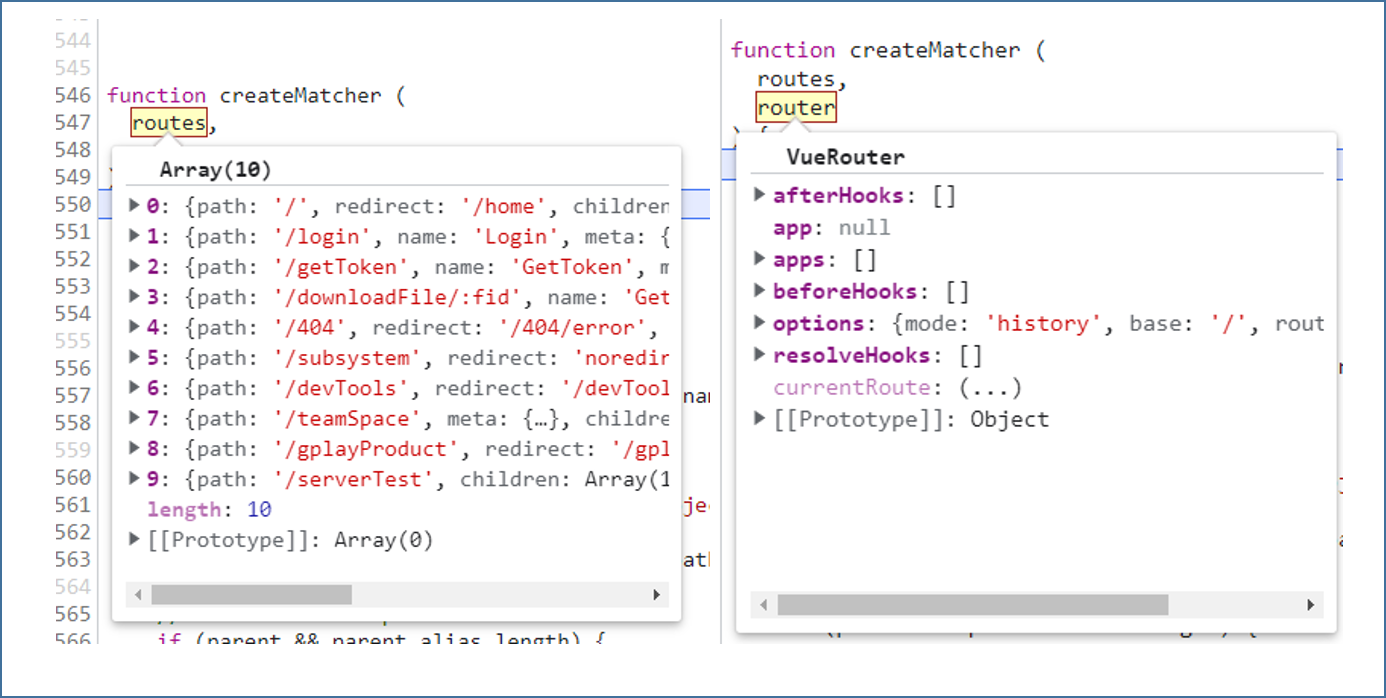 544
545
546 function createMatcher (
547 routes,
548
549
550
551
552
553
554
555
556
557
558
559
560
561
562
563
564
565
566 if (parent && parent.alias.length) {
Array(10)
0: {path: '/', redirect: '/home', children
1: {path: '/login', name: 'Login', meta: {
2: {path: '/getToken', name: 'GetToken', m
3: {path: '/downloadFile/:fid', name: 'Get
4: {path: '/404', redirect: '/404/error',
5: {path: '/subsystem', redirect: 'noredir
6: {path: '/devTools', redirect: '/devTool
7: {path: '/teamSpace', meta: {…}, childre
8: {path: '/gplayProduct', redirect: '/gpl
9: {path: '/serverTest', children: Array(1
length: 10
[[Prototype]]: Array(0)
function createMatcher (
routes,
router
) {
VueRouter
afterHooks: []
app: null
apps: []
beforeHooks: []
options: {mode: 'history', base: '/', rout
resolveHooks: []
currentRoute: (...)
[[Prototype]]: Object